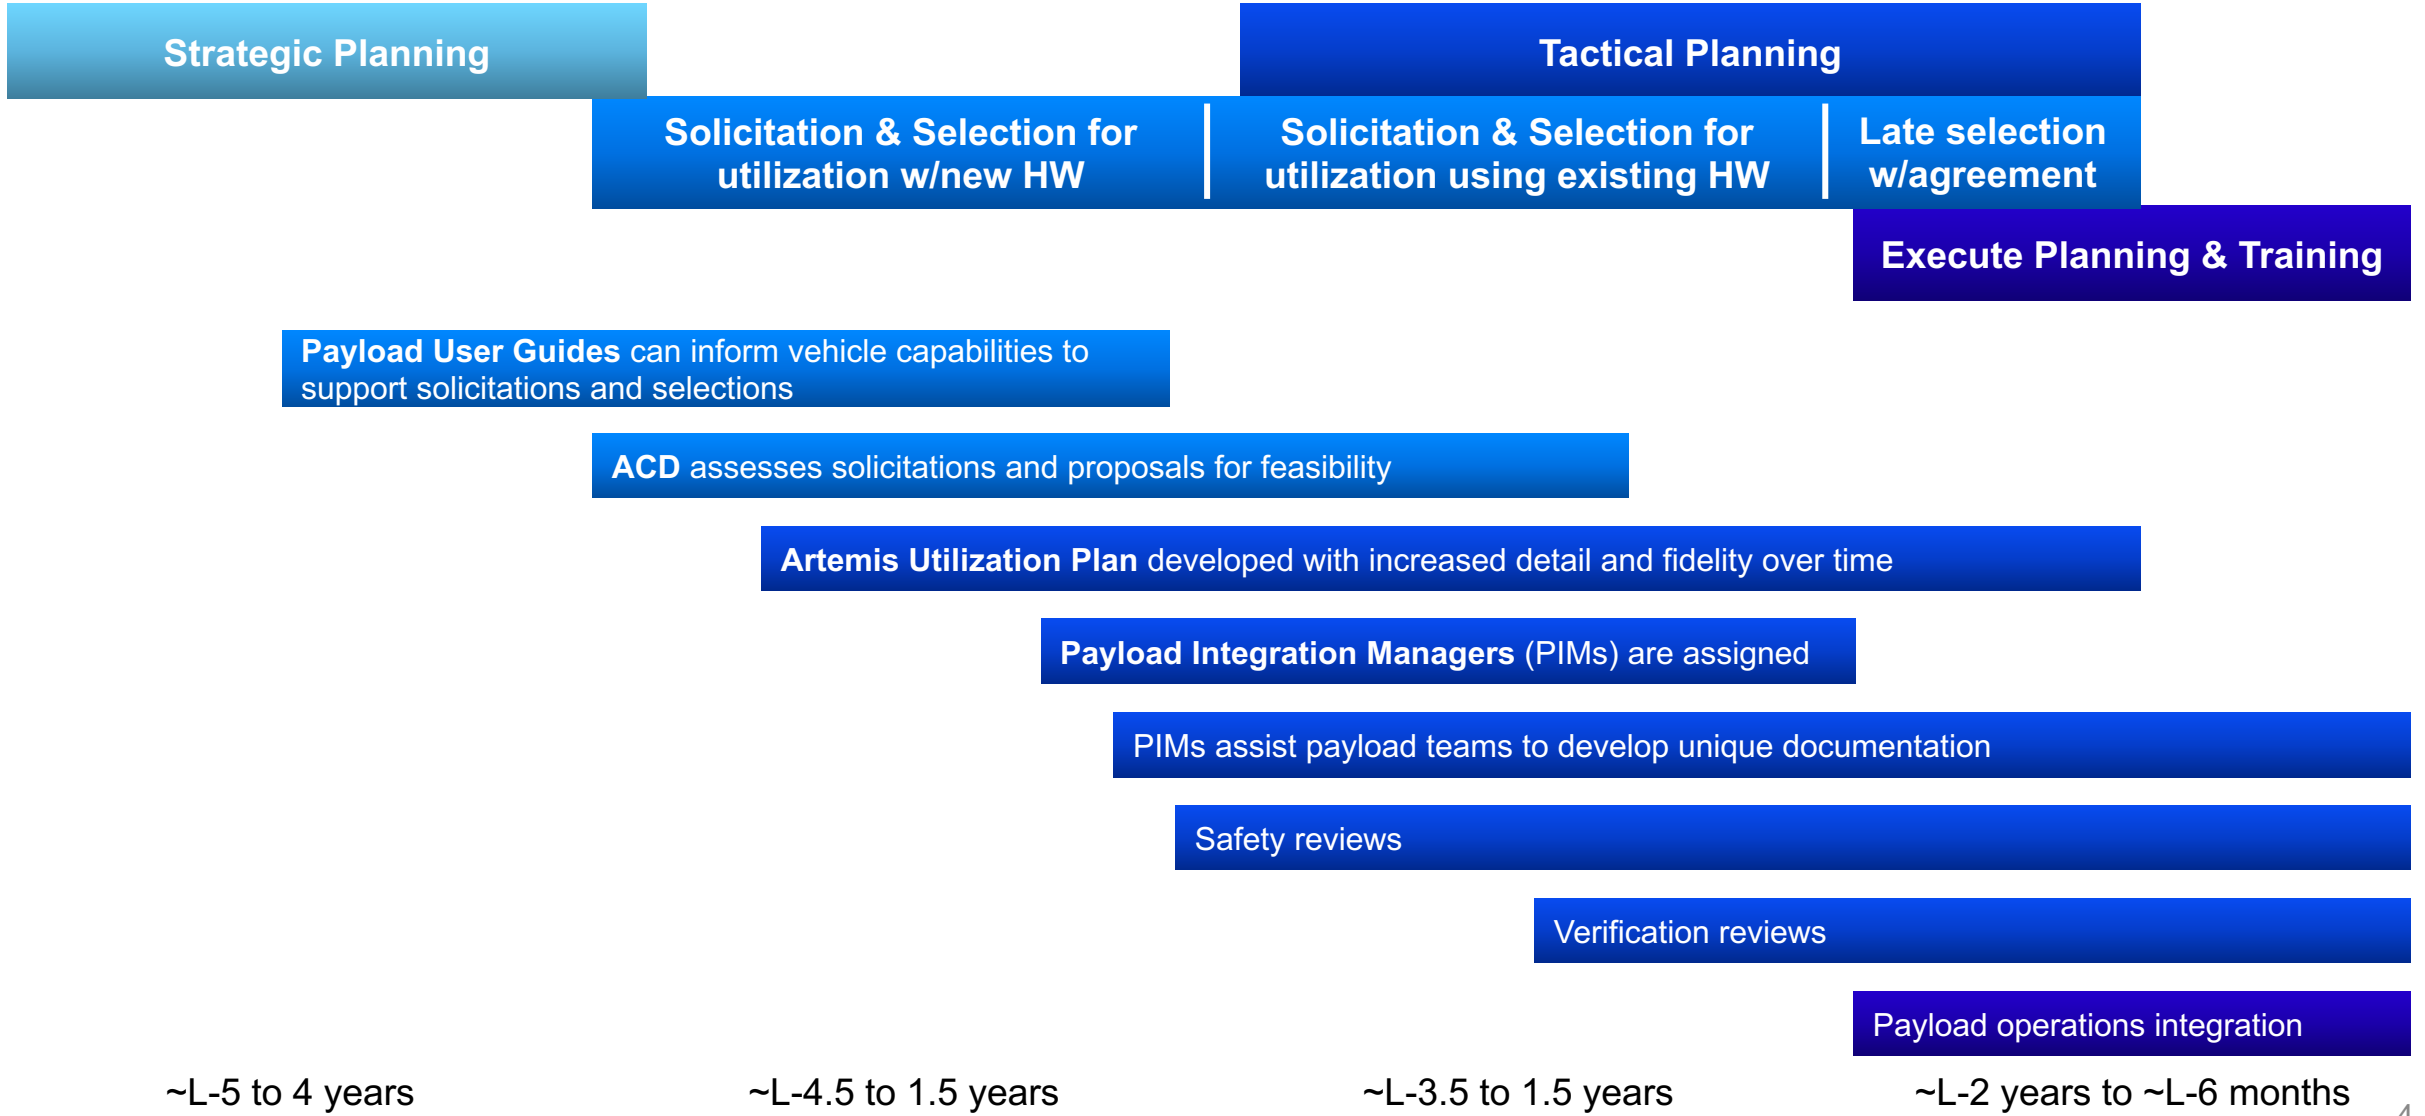 Strategic Planning
Tactical Planning
Solicitation & Selection for
utilization w/new HW
Solicitation & Selection for
utilization using existing HW
Late selection
w/agreement
Execute Planning & Training
Payload User Guides can inform vehicle capabilities to
support solicitations and selections
ACD assesses solicitations and proposals for feasibility
Artemis Utilization Plan developed with increased detail and fidelity over time
Payload Integration Managers (PIMs) are assigned
PIMs assist payload teams to develop unique documentation
Safety reviews
Verification reviews
Payload operations integration
~L-5 to 4 years
~L-4.5 to 1.5 years
~L-3.5 to 1.5 years
~L-2 years to ~L-6 months
4